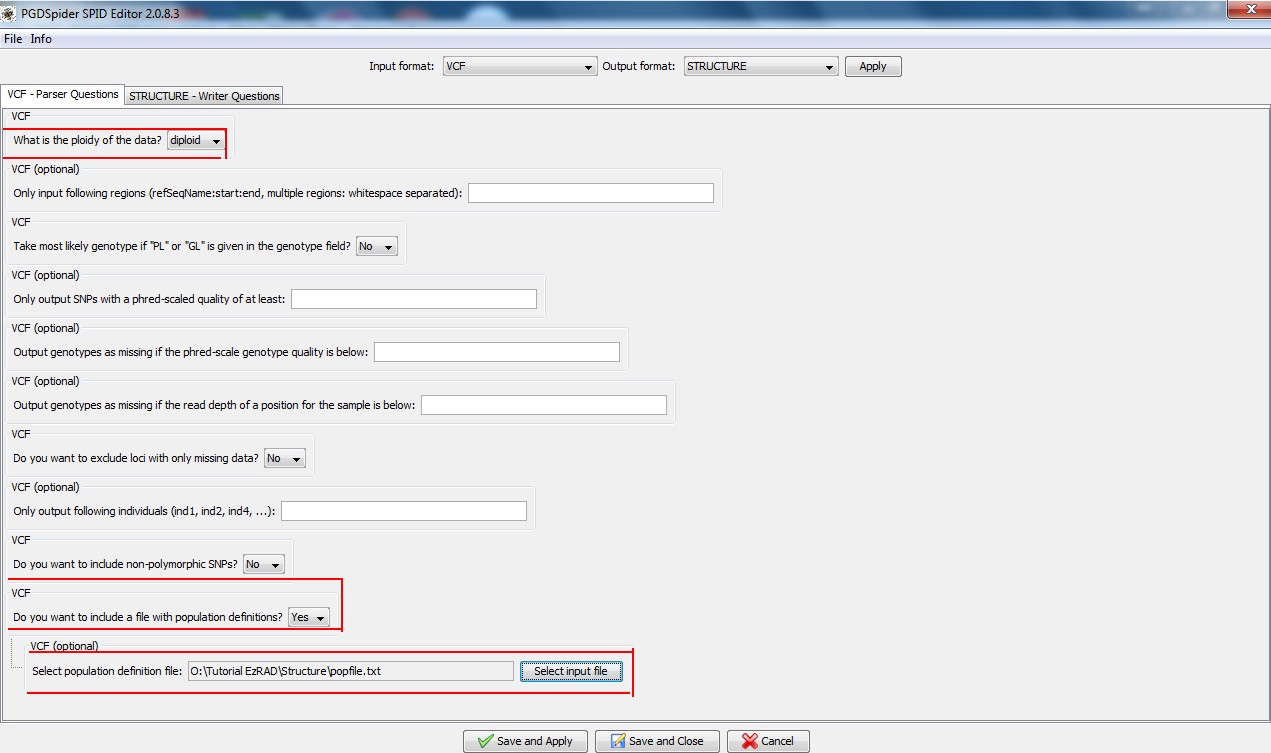 PGDSpider SPID Editor 2.0.8.3
File Info
Input format: VCF Output format: STRUCTURE Apply
VCF - Parser Questions STRUCTURE - Writer Questions
VCF
What is the ploidy of the data? diploid
VCF (optional)
Only input following regions (refSeqName:start:end, multiple regions: whitespace separated):
VCF
Take most likely genotype if "PL" or "GL" is given in the genotype field? No
VCF (optional)
Only output SNPs with a phred-scaled quality of at least:
VCF (optional)
Output genotypes as missing if the phred-scale genotype quality is below:
VCF (optional)
Output genotypes as missing if the read depth of a position for the sample is below:
VCF
Do you want to exclude loci with only missing data? No
VCF (optional)
Only output following individuals (ind1, ind2, ind4, ...):
VCF
Do you want to include non-polymorphic SNPs? No
VCF
Do you want to include a file with population definitions? Yes
VCF (optional)
Select population definition file: O:\Tutorial EzRAD\Structure\popfile.txt Select input file
Save and Apply Save and Close Cancel